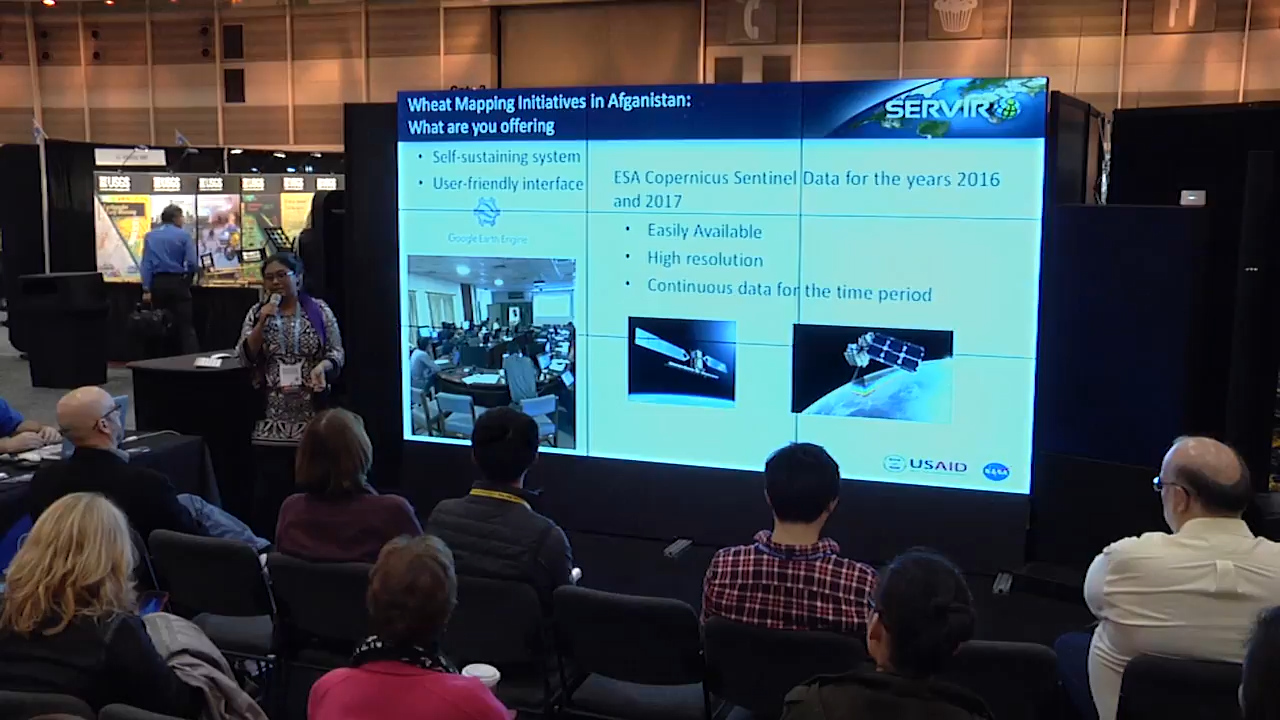 Wheat Mapping Initiatives in Afganistan:
What are you offering
SERVIR
• Self-sustaining system
• User-friendly interface
Google Earth Engine
ESA Copernicus Sentinel Data for the years 2016
and 2017
• Easily Available
• High resolution
• Continuous data for the time period
USAID
NASA